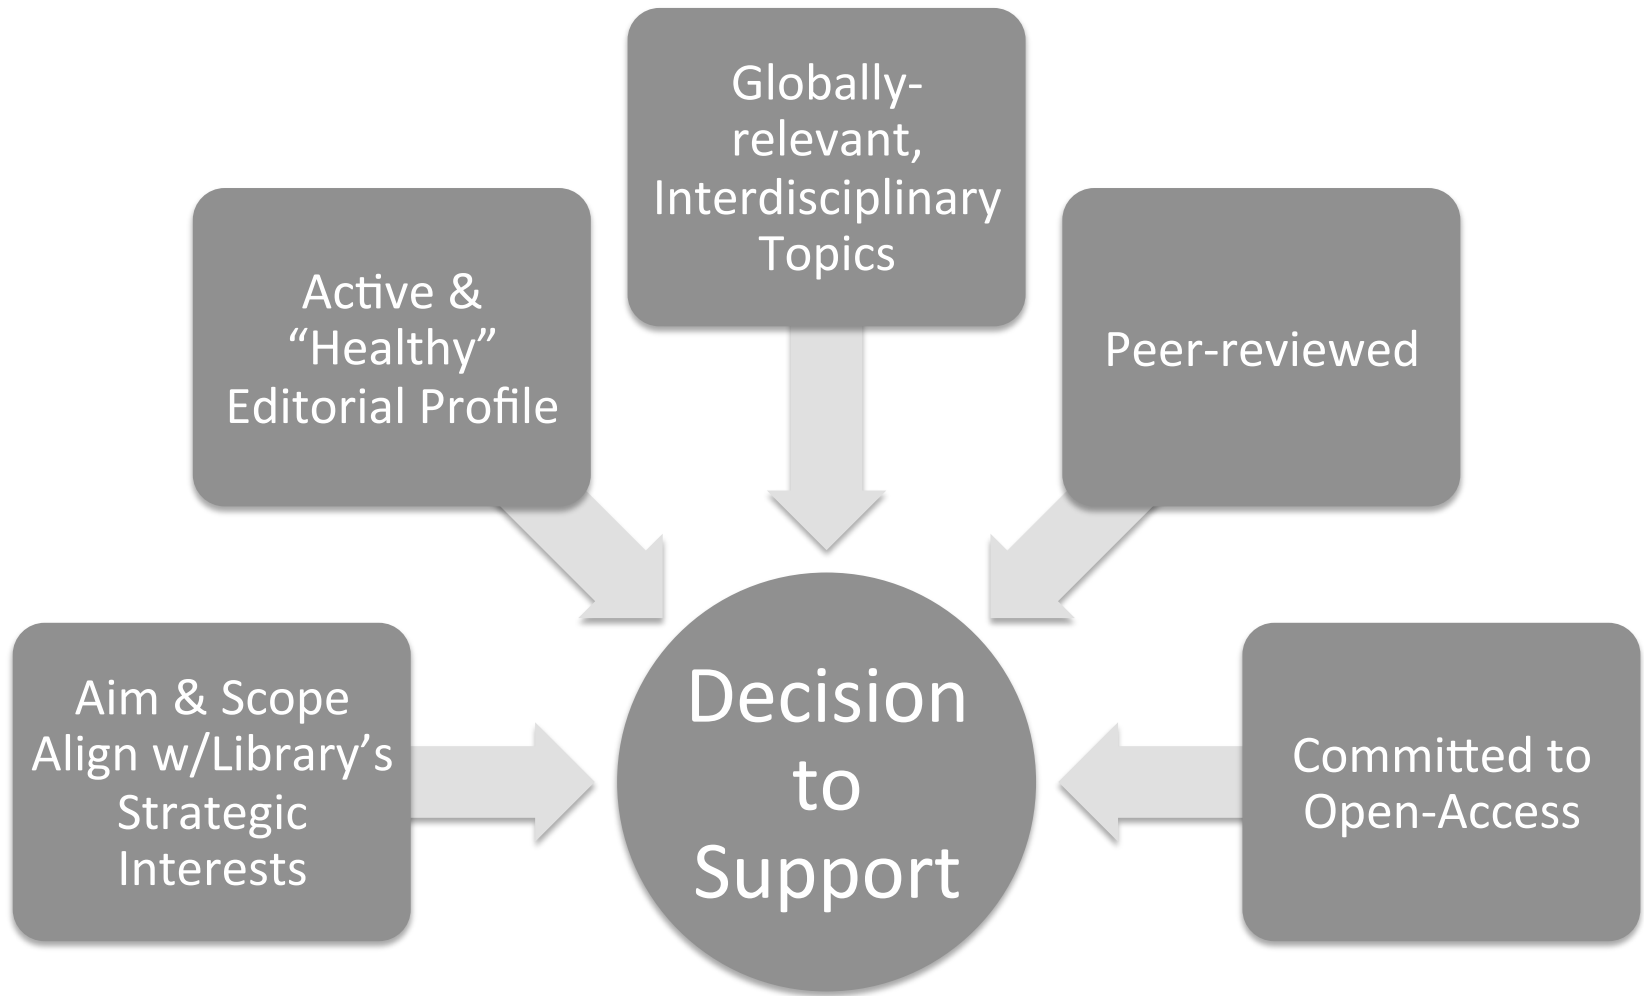 Globally-
relevant,
Interdisciplinary
Topics
Active &
“Healthy”
Editorial Profile
Peer-reviewed
Aim & Scope
Align w/Library’s
Strategic
Interests
Decision
to
Support
Committed to
Open-Access